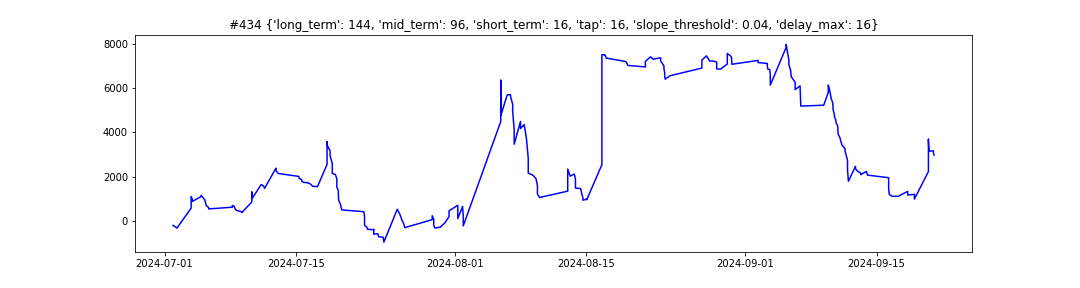 #434 {'long_term': 144, 'mid_term': 96, 'short_term': 16, 'tap': 16, 'slope_threshold': 0.04, 'delay_max': 16}
8000
6000
4000
2000
0
2024-07-01 2024-07-15 2024-08-01 2024-08-15 2024-09-01 2024-09-15